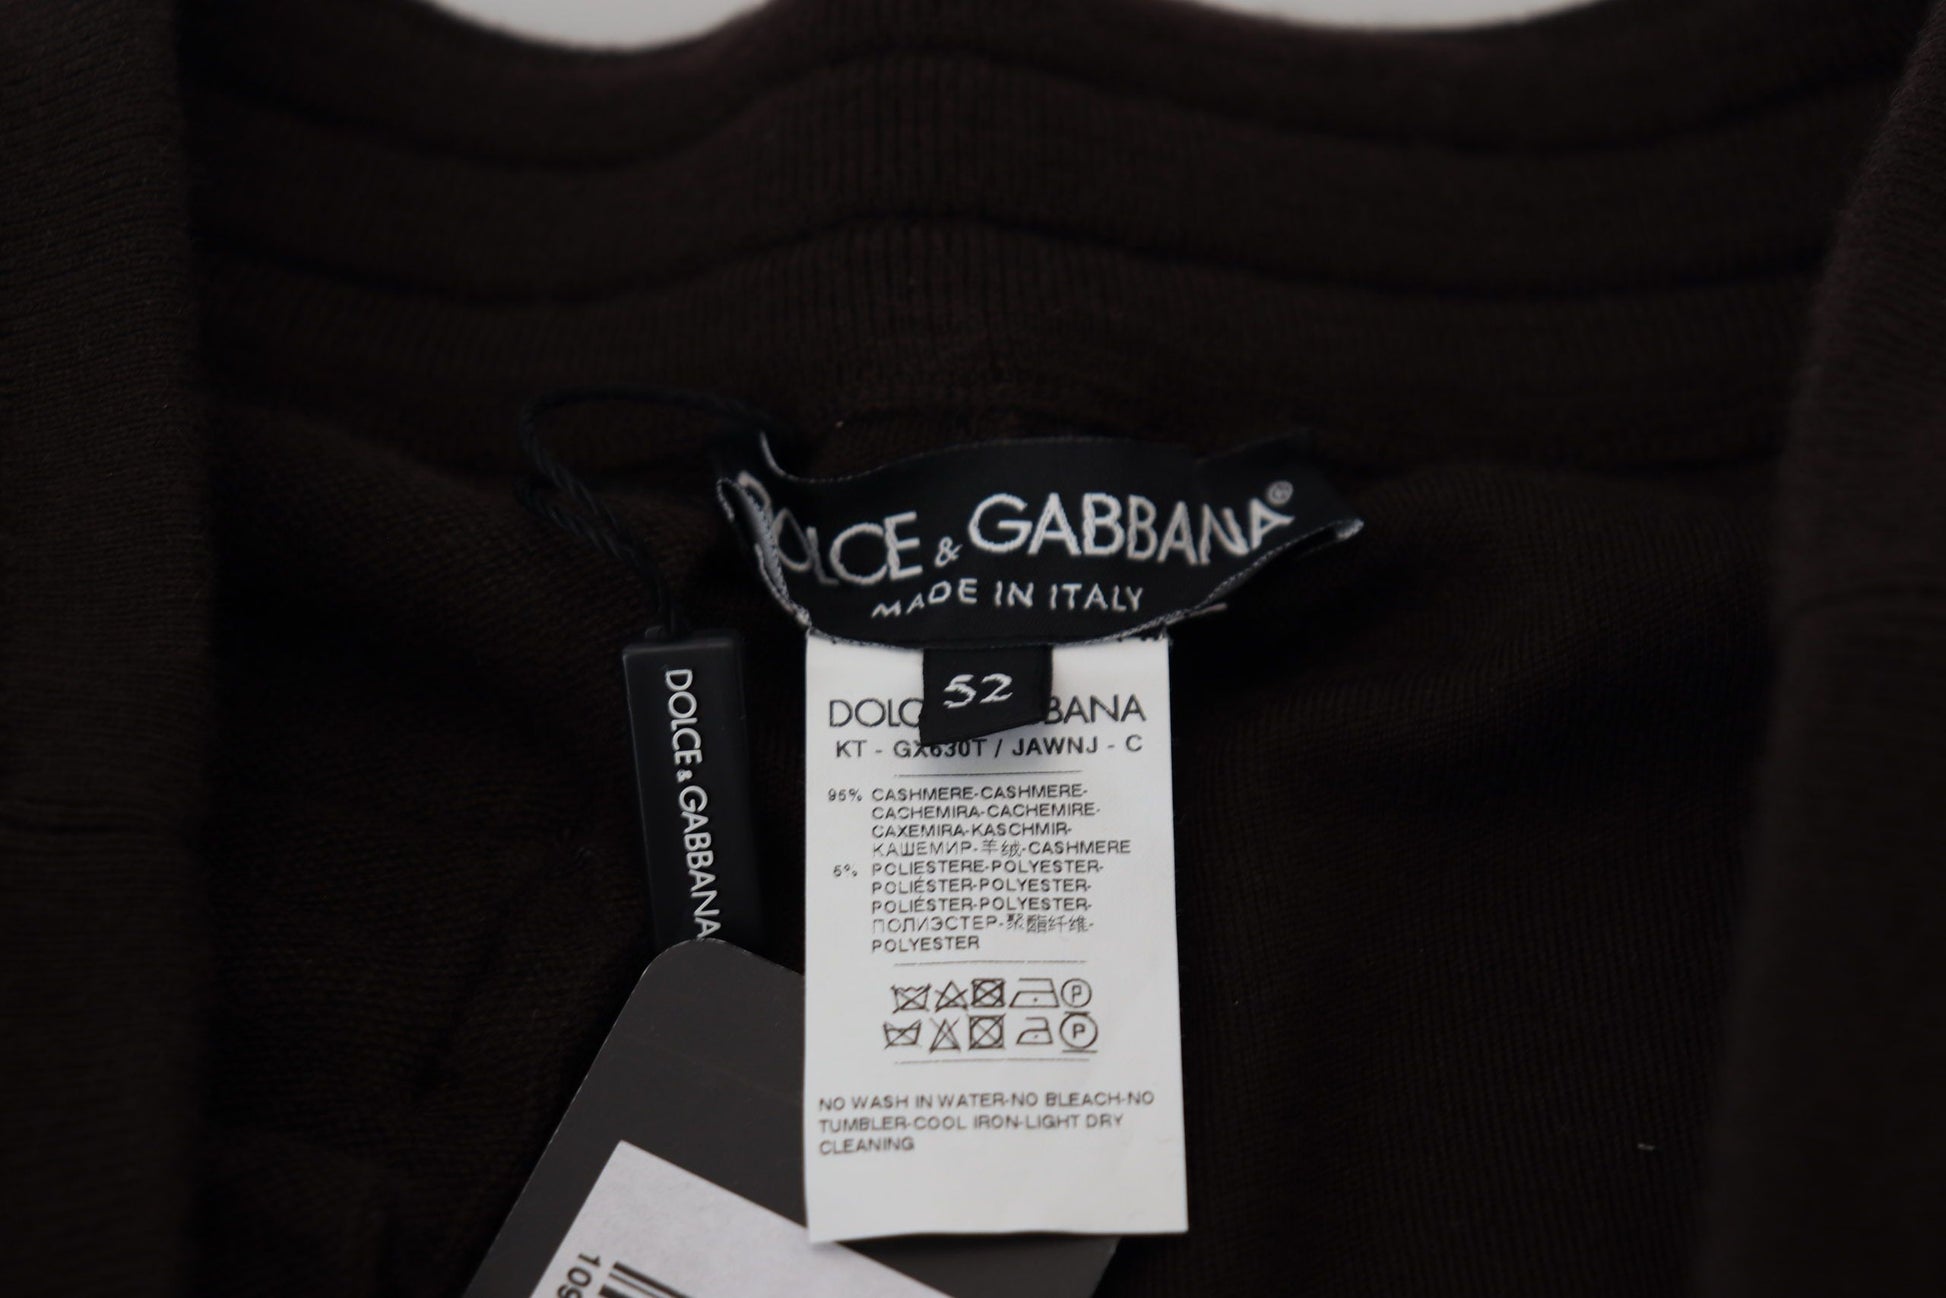 DOLCE & GABBANA®
MADE IN ITALY
52
DOLCE & GABBANA
DOLC BANA
KT - GX630T / JAWNJ - C
95% CASHMERE-CASHMERE-
CACHEMIRA-CACHEMIRE-
CAXEMIRA-KASCHMIR-
КАШЕМИР-羊绒-CASHMERE
5% POLIESTERE-POLYESTER-
POLIÉSTER-POLYESTER-
POLIÉSTER-POLYESTER-
ПОЛИЭСТЕР-聚酯纤维-
POLYESTER
P
P
NO WASH IN WATER-NO BLEACH-NO
TUMBLER-COOL IRON-LIGHT DRY
CLEANING
109